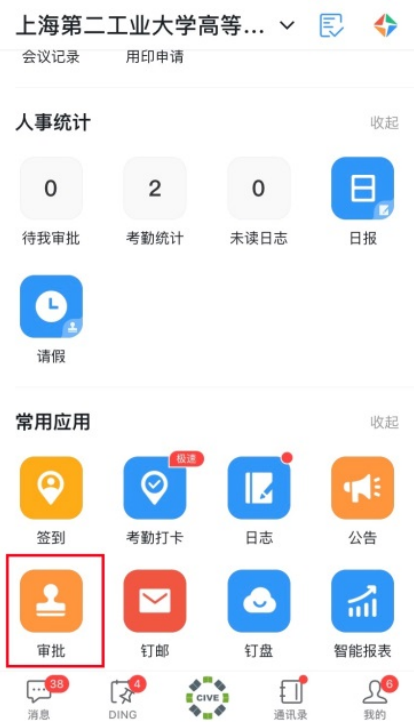 上海第二工业大学高等...
会议记录 用印申请
人事统计 收起
0 2 0
待我审批 考勤统计 未读日志 日报
请假
常用应用 收起
极速
签到 考勤打卡 日志 公告
审批 钉邮 钉盘 智能报表
38 4 6
CIVE
消息 DING 通讯录 我的